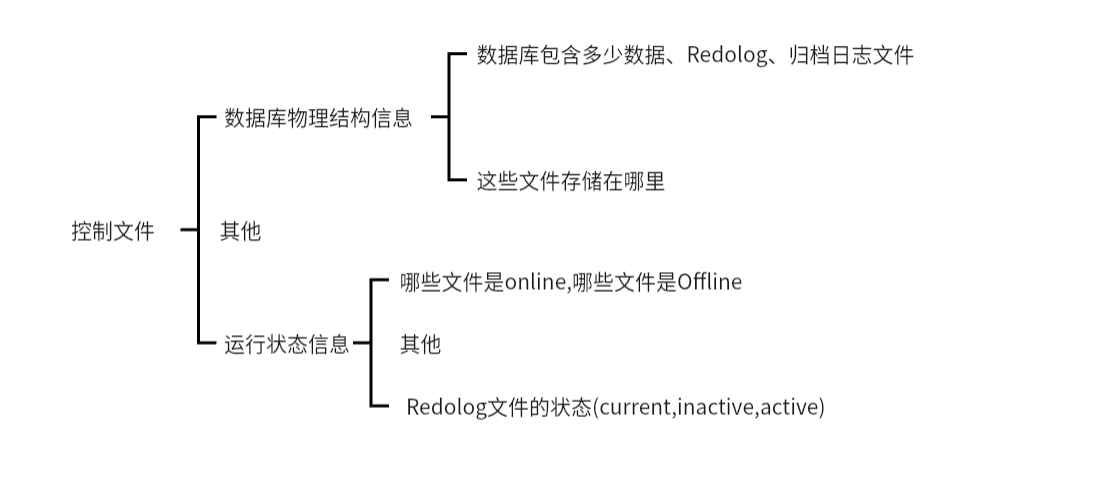 数据库包含多少数据、Redolog、归档日志文件
数据库物理结构信息
这些文件存储在哪里
控制文件
其他
哪些文件是online,哪些文件是Offline
运行状态信息
其他
Redolog文件的状态(current,inactive,active)